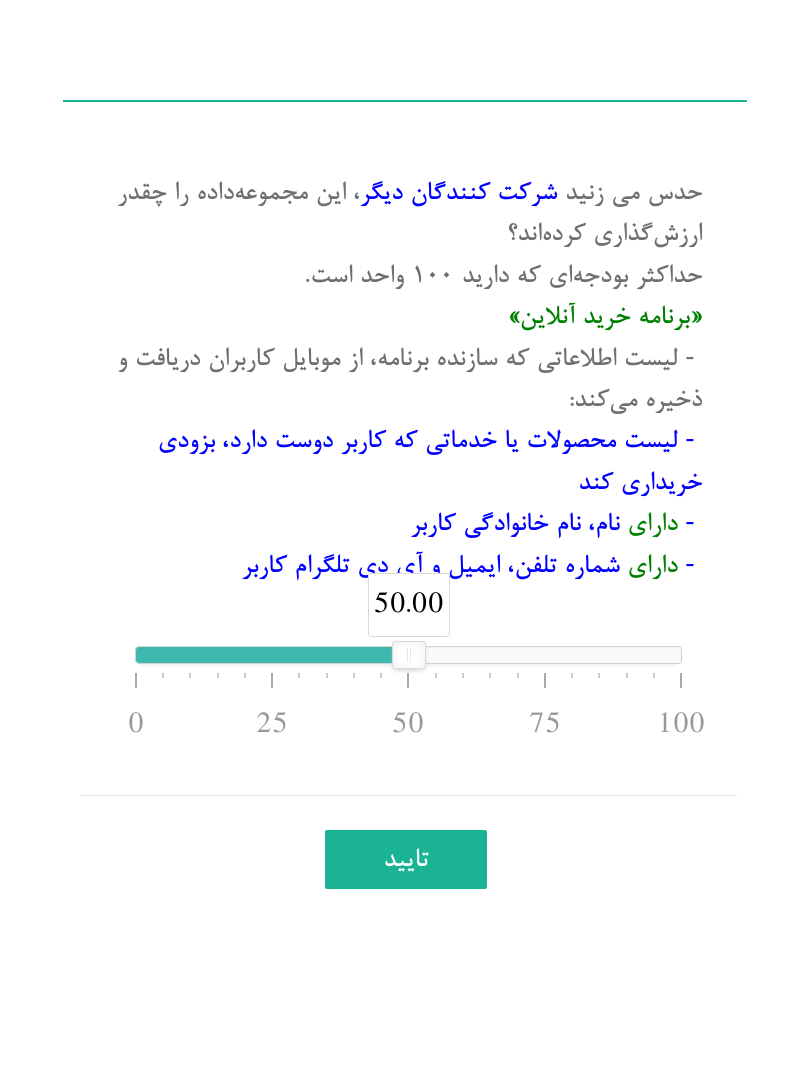 حدس می زنید شرکت کنندگان دیگر، این مجموعه‌داده را چقدر
ارزش‌گذاری کرده‌اند؟
حداکثر بودجه‌ای که دارید ۱۰۰ واحد است.
«برنامه خرید آنلاین»
- لیست اطلاعاتی که سازنده برنامه، از موبایل کاربران دریافت و
ذخیره می‌کند:
- لیست محصولات یا خدماتی که کاربر دوست دارد، بزودی
خریداری کند
- دارای نام، نام خانوادگی کاربر
- دارای شماره تلفن، ایمیل و آی دی تلگرام کاربر
50.00
0 25 50 75 100
تایید